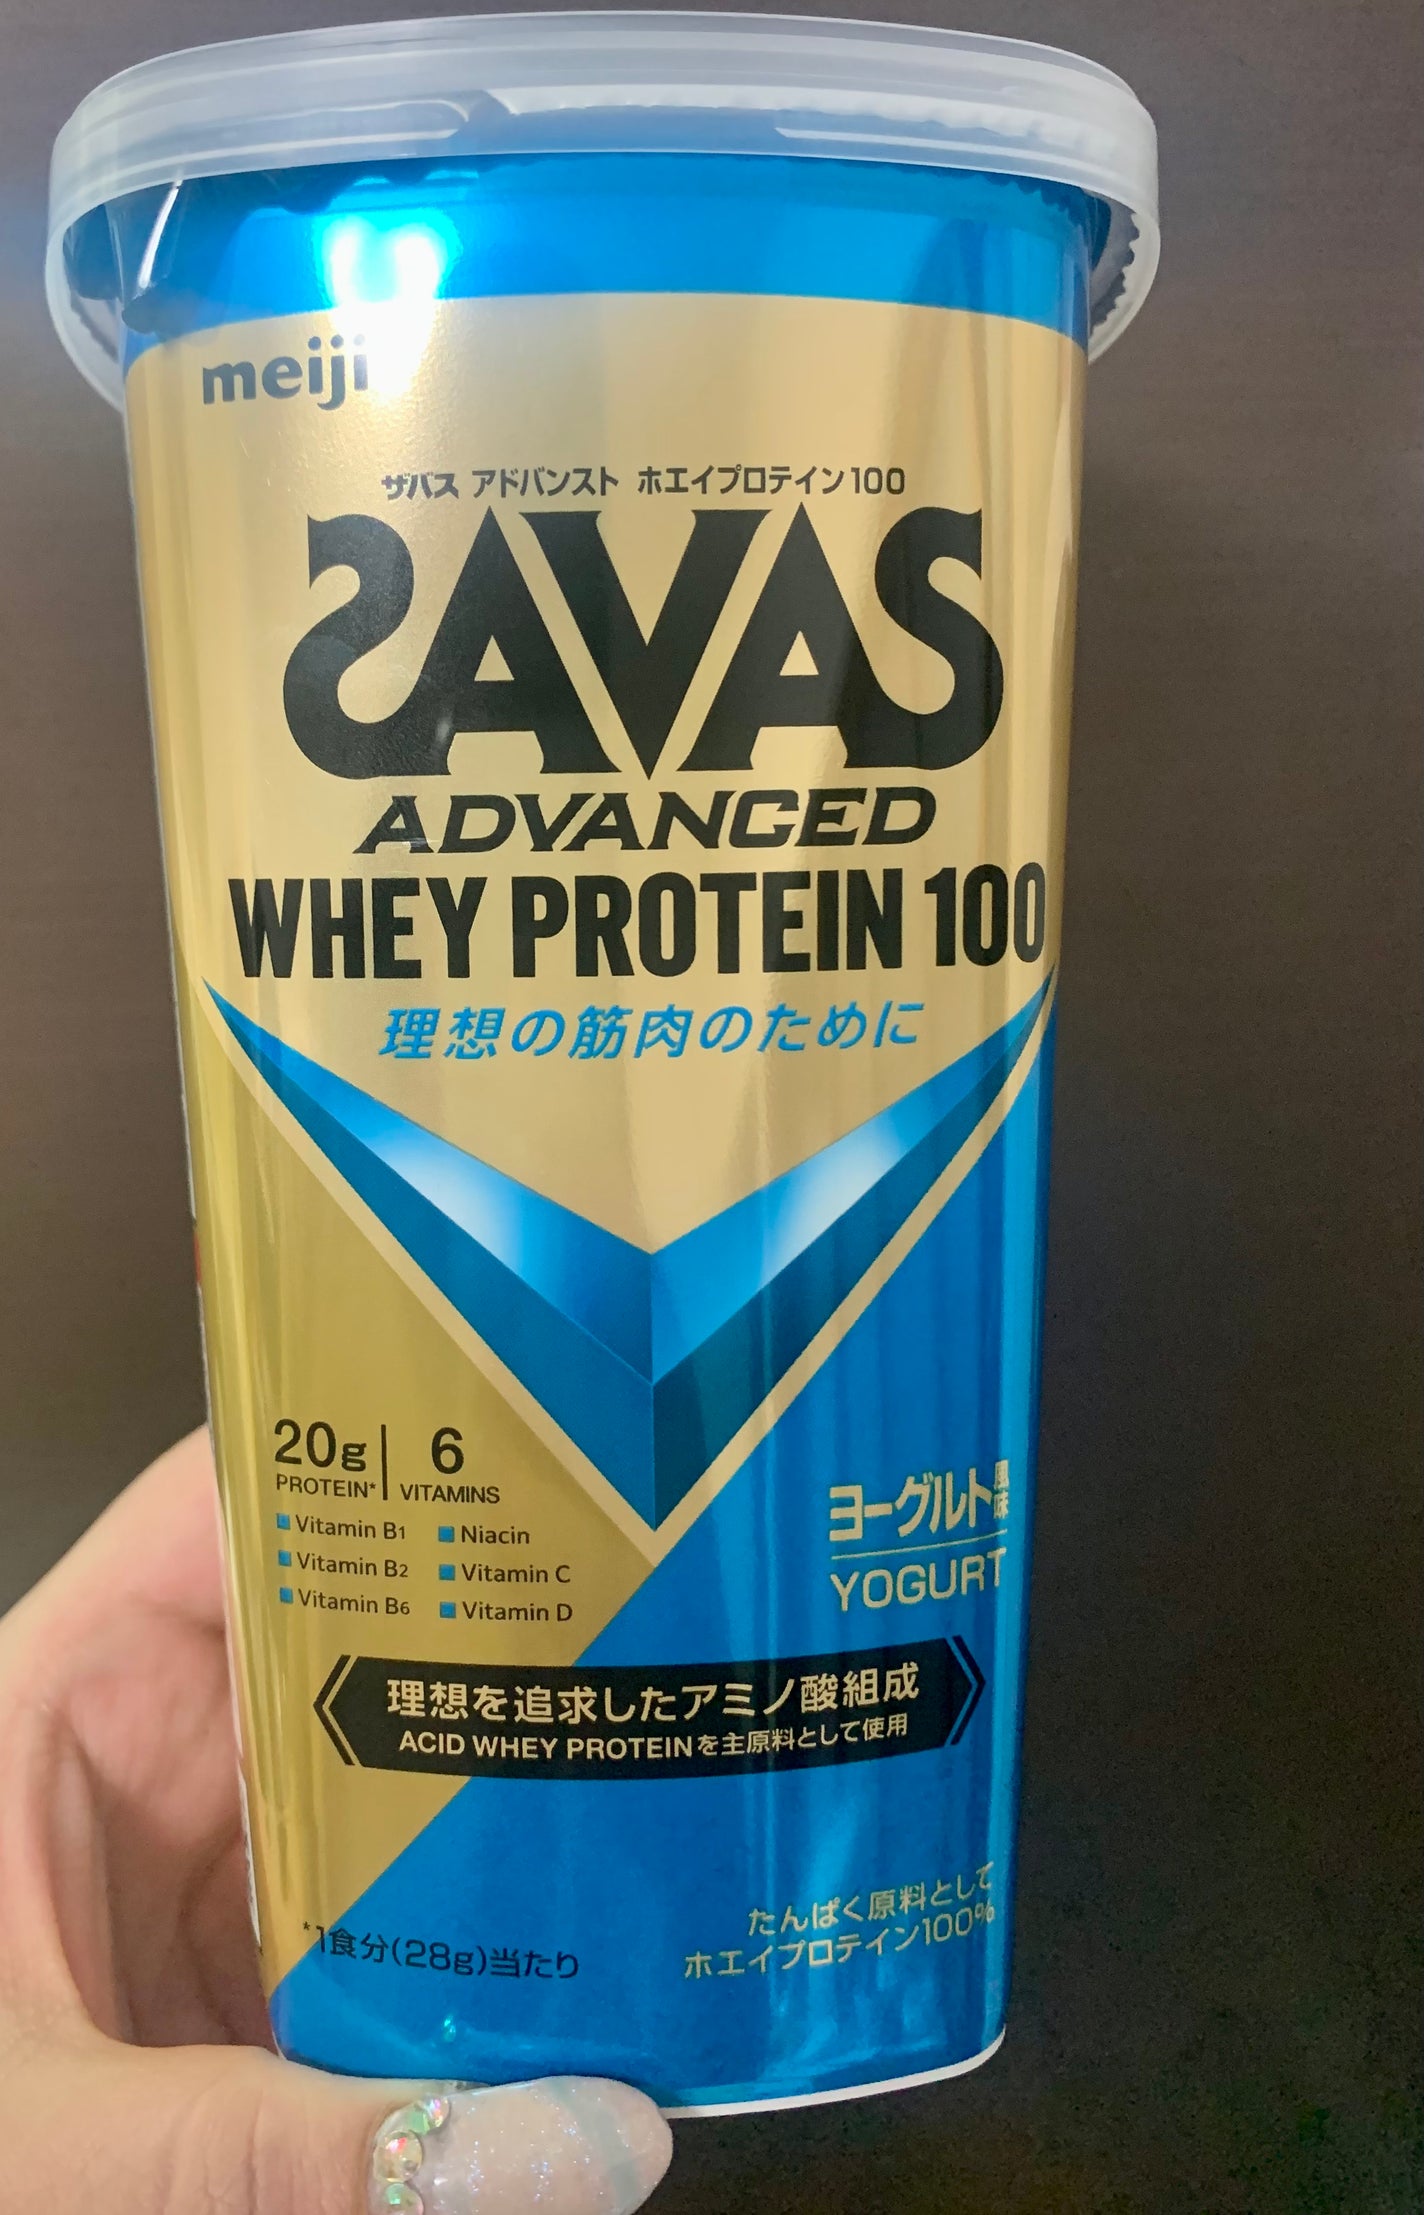 meiji
ザバス アドバンスト ホエイプロテイン100
SAVAS
ADVANCED
WHEY PROTEIN 100
理想の筋肉のために
20g PROTEIN*
6 VITAMINS
Vitamin B1
Niacin
Vitamin B2
Vitamin C
Vitamin B6
Vitamin D
ヨーグルト風味
YOGURT
理想を追求したアミノ酸組成
ACID WHEY PROTEINを主原料として使用
たんぱく原料として
ホエイプロテイン100%
*1食分(28g)当たり